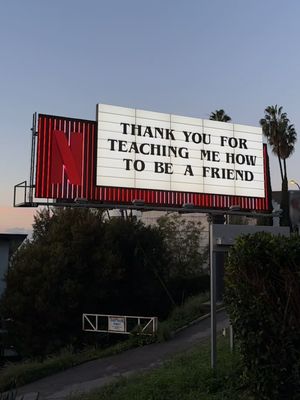 N
THANK YOU FOR
TEACHING ME HOW
TO BE A FRIEND